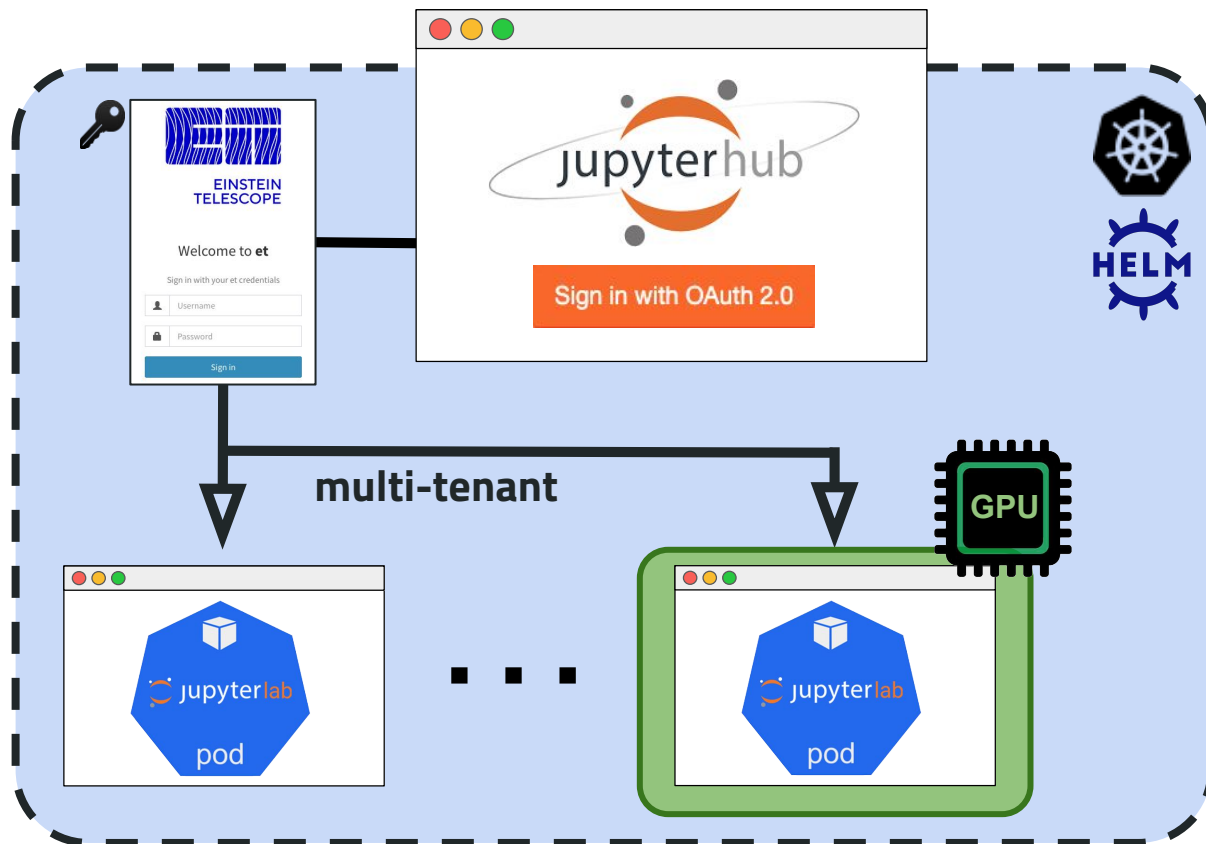 EINSTEIN
TELESCOPE
Welcome to et
Sign in with your et credentials
Username
Password
Sign in
jupyterhub
Sign in with OAuth 2.0
HELM
multi-tenant
GPU
jupyterlab
pod
...
jupyterlab
pod